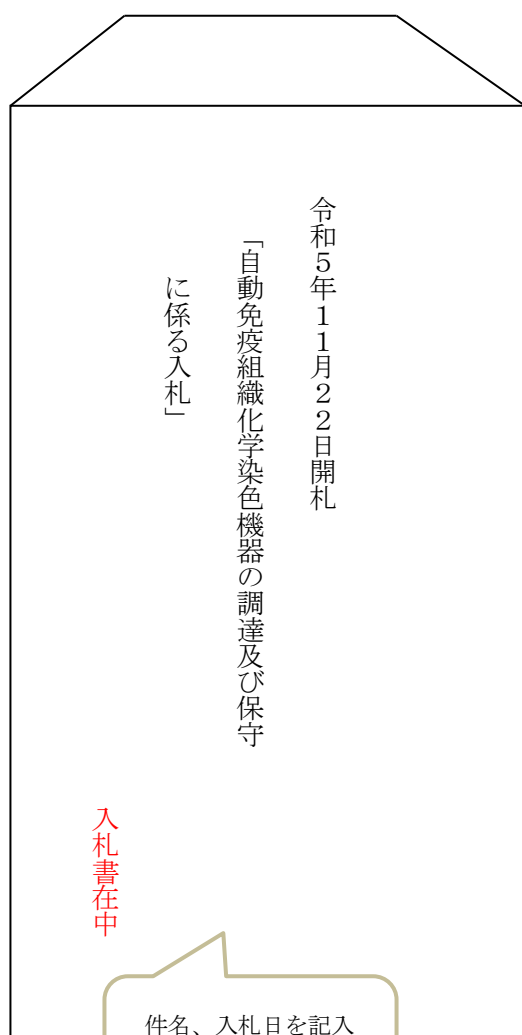 令和５年１１月２２日開札
「自動免疫組織化学染色機器の調達及び保守
に係る入札」
入札書在中
件名、入札日を記入